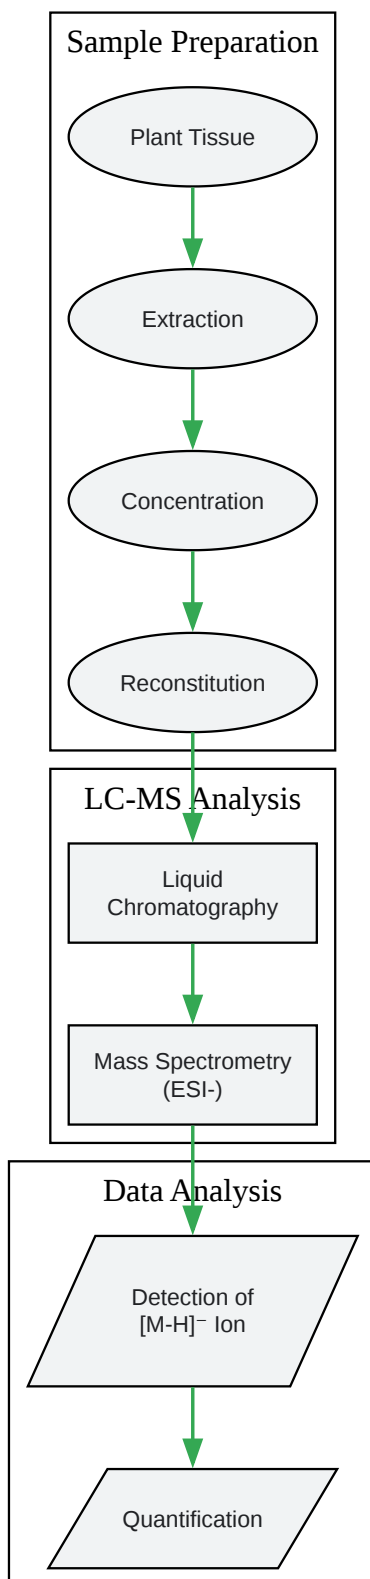 Sample Preparation
Plant Tissue
Extraction
Concentration
Reconstitution
LC-MS Analysis
Liquid
Chromatography
Mass Spectrometry
(ESI-)
Data Analysis
Detection of
[M-H]⁻ Ion
Quantification